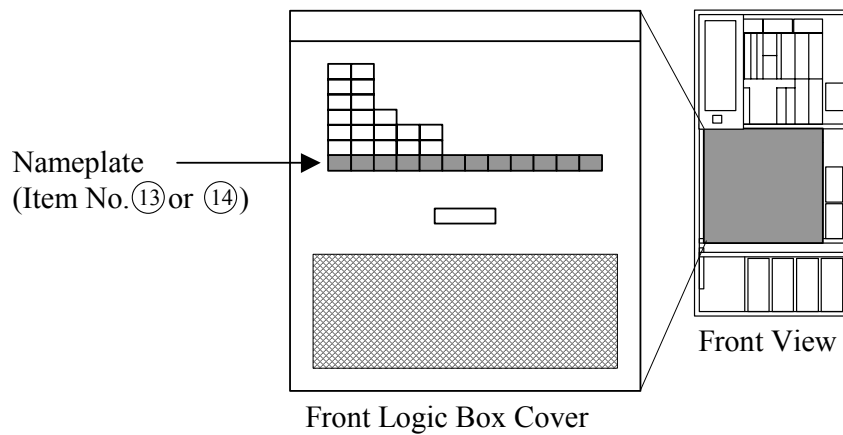 Nameplate
(Item No.⑬or ⑭)
Front View
Front Logic Box Cover